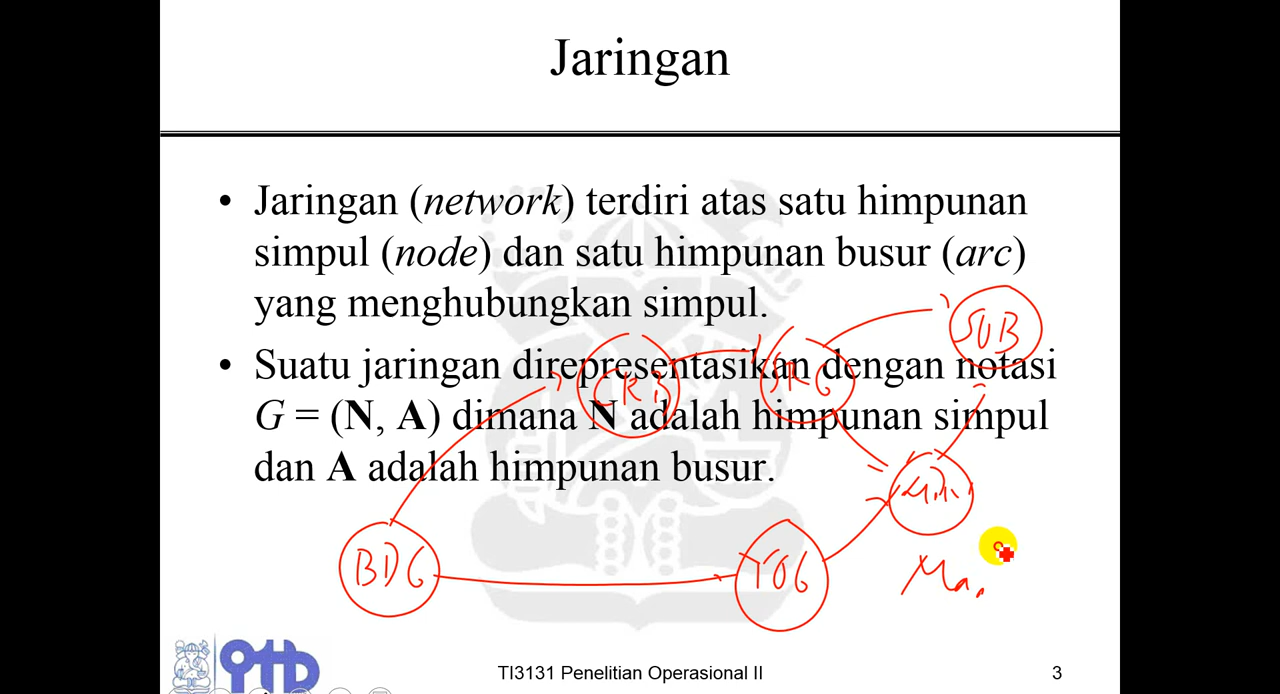 Jaringan
• Jaringan (network) terdiri atas satu himpunan
simpul (node) dan satu himpunan busur (arc)
yang menghubungkan simpul.
• Suatu jaringan direpresentasikan dengan notasi
G = (N, A) dimana N adalah himpunan simpul
dan A adalah himpunan busur.
SUB
CRB
SRG
BDG
YOG
TI3131 Penelitian Operasional II
3